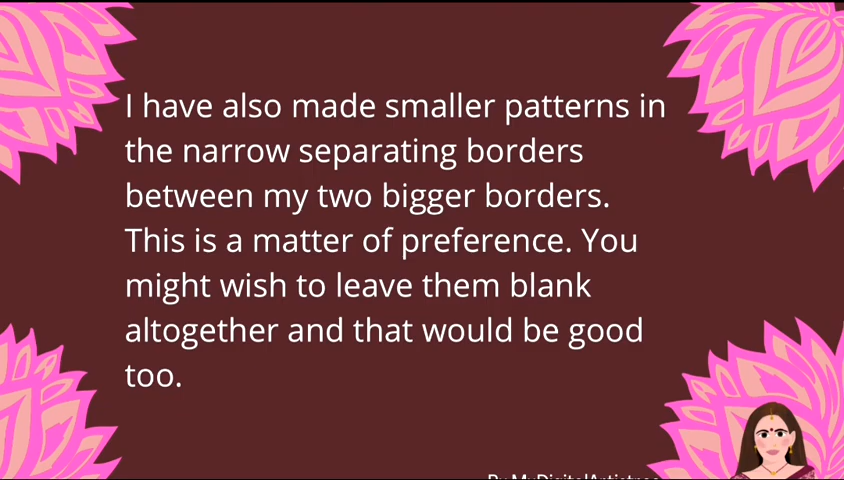 I have also made smaller patterns in
the narrow separating borders
between my two bigger borders.
This is a matter of preference. You
might wish to leave them blank
altogether and that would be good
too.